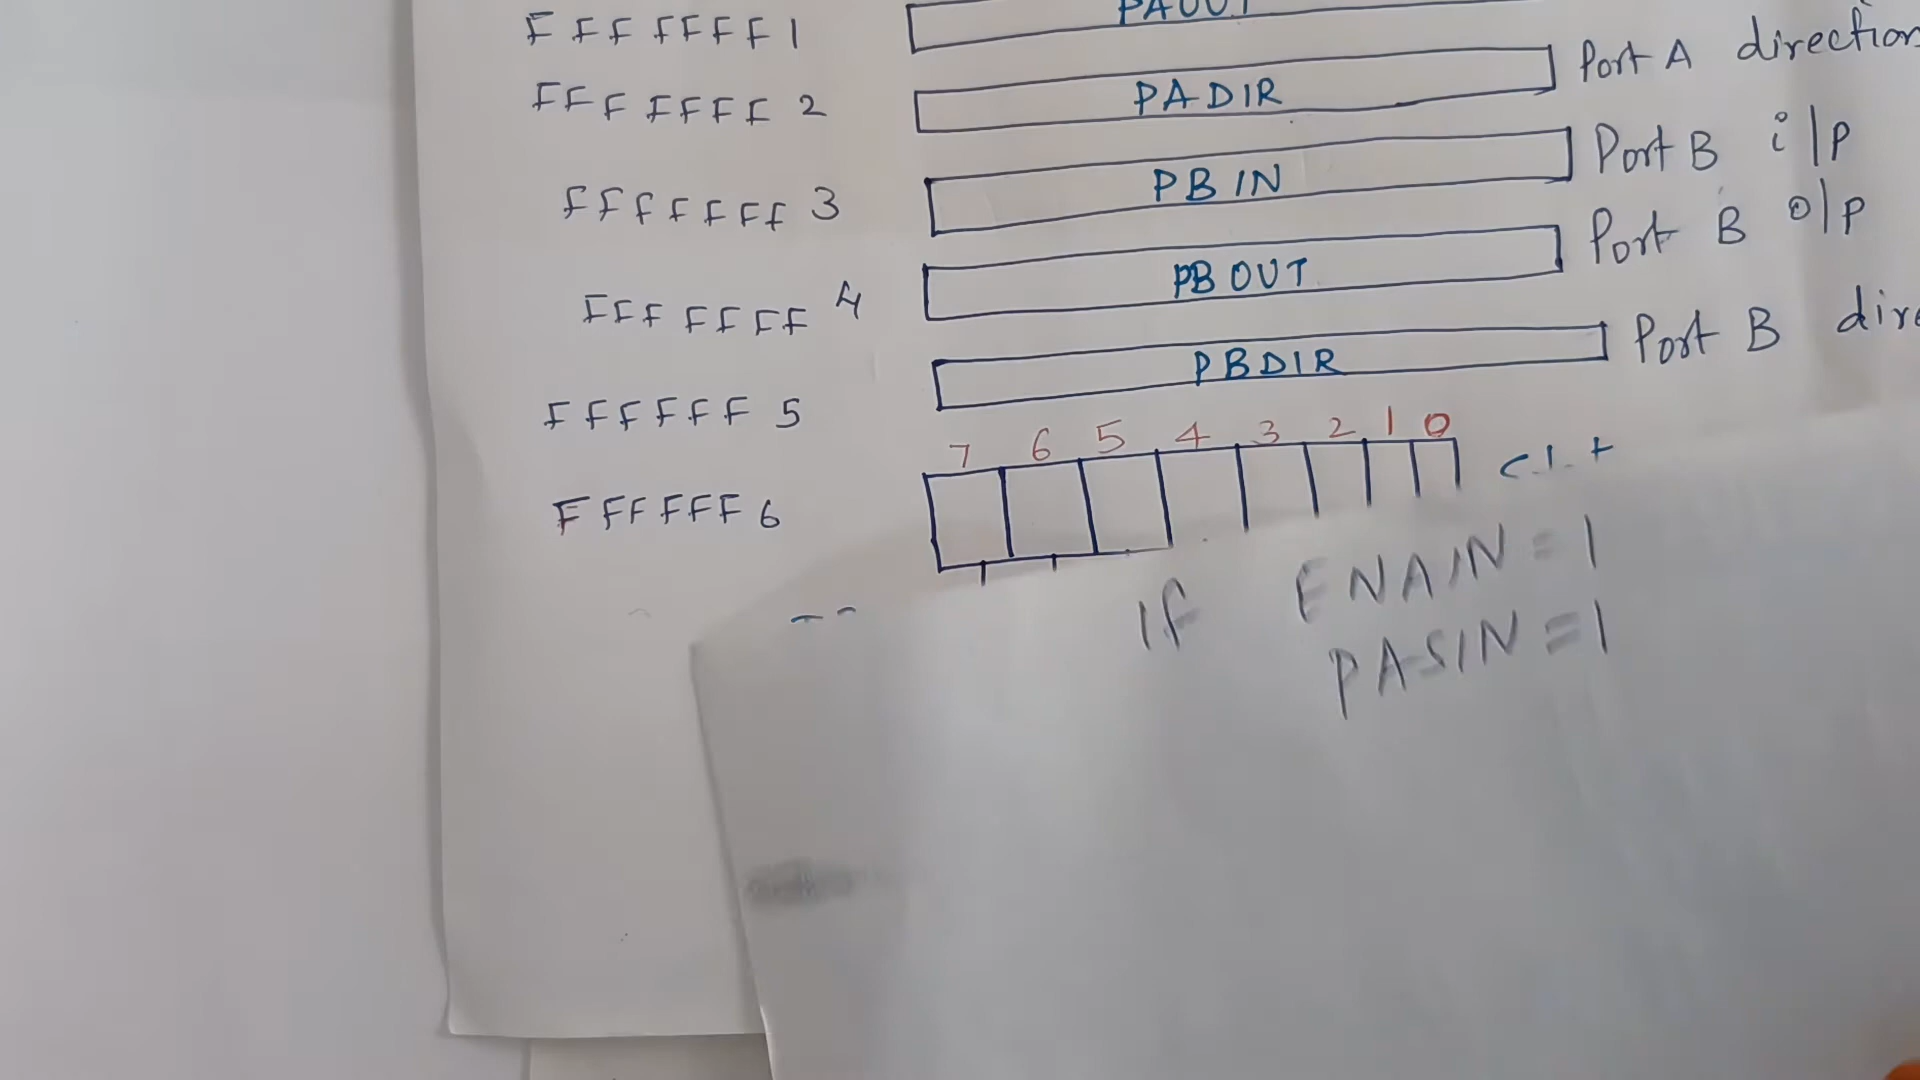 FFFFFFF1 PAOUT
FFFFFFF2 PADIR Port A direction
FFFFFFF3 PBIN Port B i/p
FFFFFFF4 PBOUT Port B o/p
FFFFFF5 PBDIR Port B dire
7 6 5 4 3 2 1 0
FFFFFF6
If ENAIN=1
PASIN=1